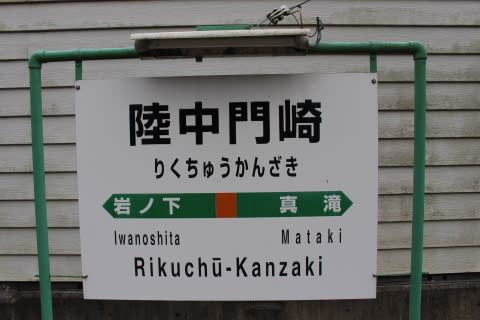 陸中門崎
りくちゅうかんざき
岩ノ下 真滝
Iwanoshita Mataki
Rikuchū-Kanzaki